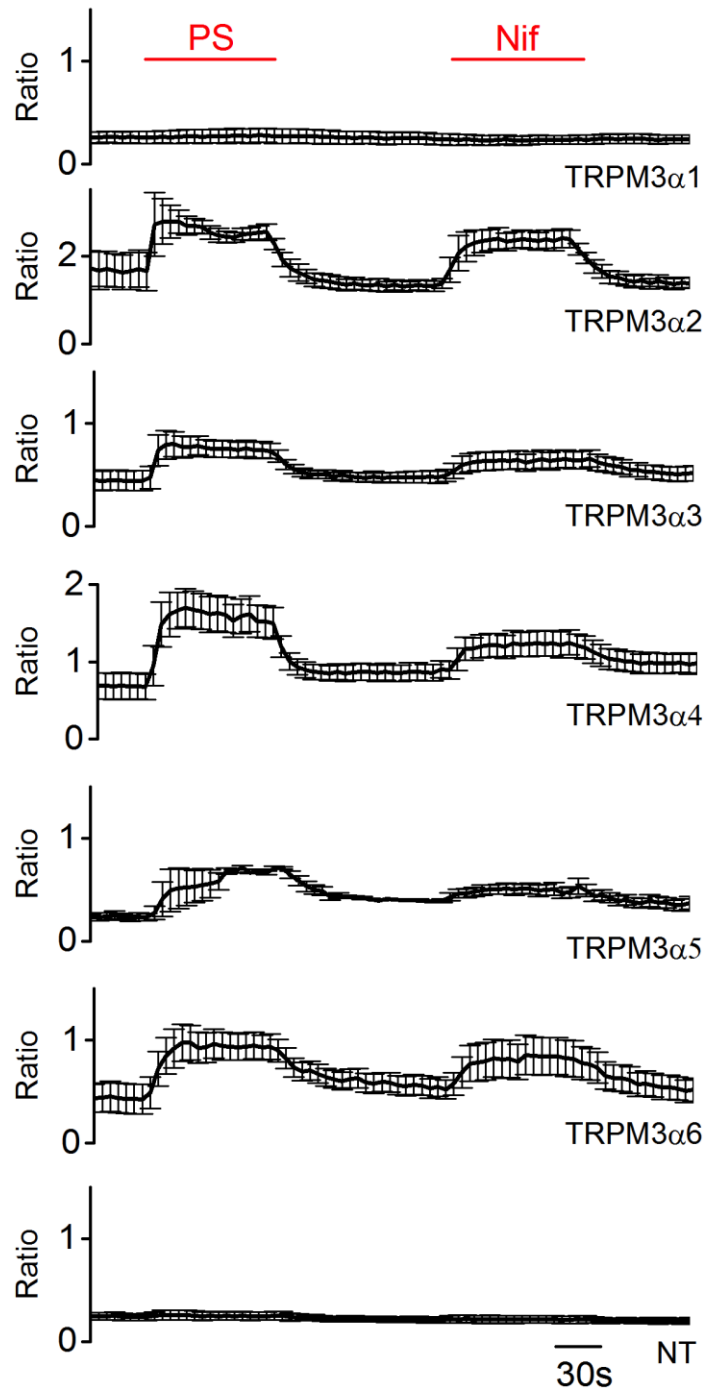 PS Nif
1
Ratio
0
TRPM3α1
2
Ratio
0
TRPM3α2
1
Ratio
0
TRPM3α3
2
1
Ratio
0
TRPM3α4
1
Ratio
0
TRPM3α5
1
Ratio
0
TRPM3α6
1
Ratio
0
30s
NT